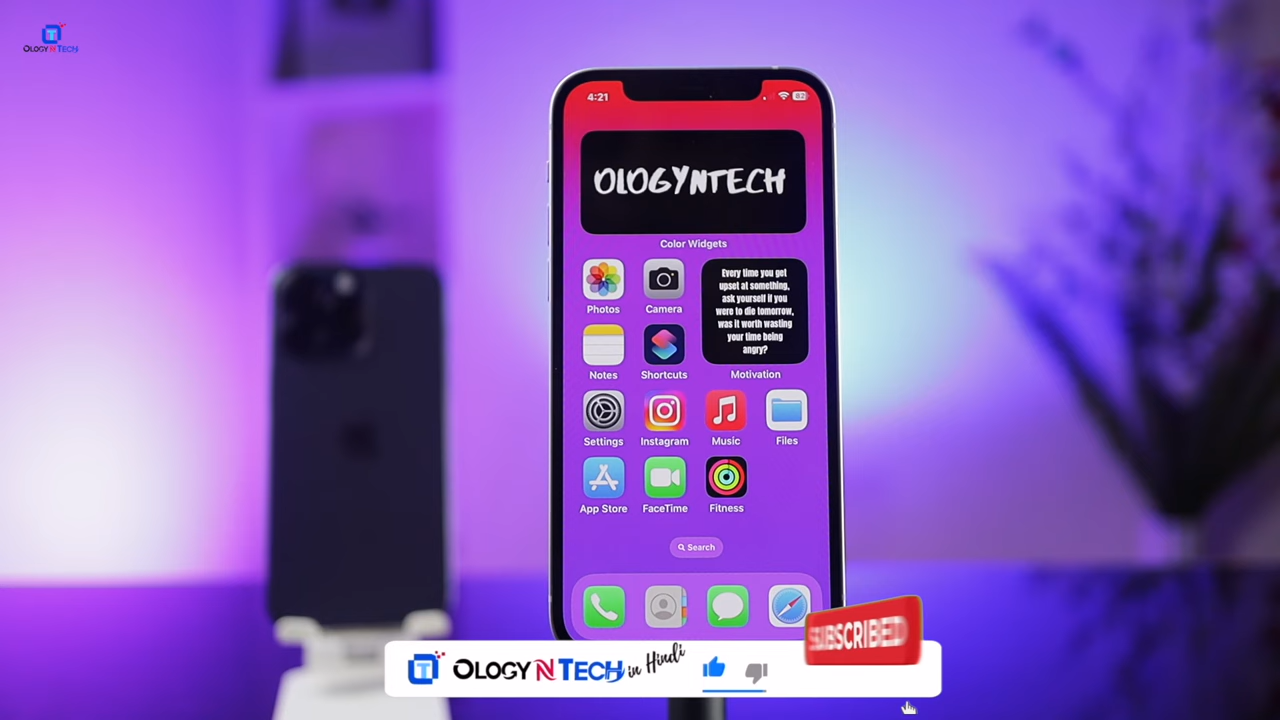 OLOGY N TECH
4:21
82
OLOGYNTECH
Color Widgets
Every time you get
upset at something,
ask yourself if you
were to die tomorrow,
was it worth wasting
your time being
angry?
Photos
Camera
Notes
Shortcuts
Motivation
Settings
Instagram
Music
Files
App Store
FaceTime
Fitness
Search
SUBSCRIBED
OLOGY N TECH in Hindi